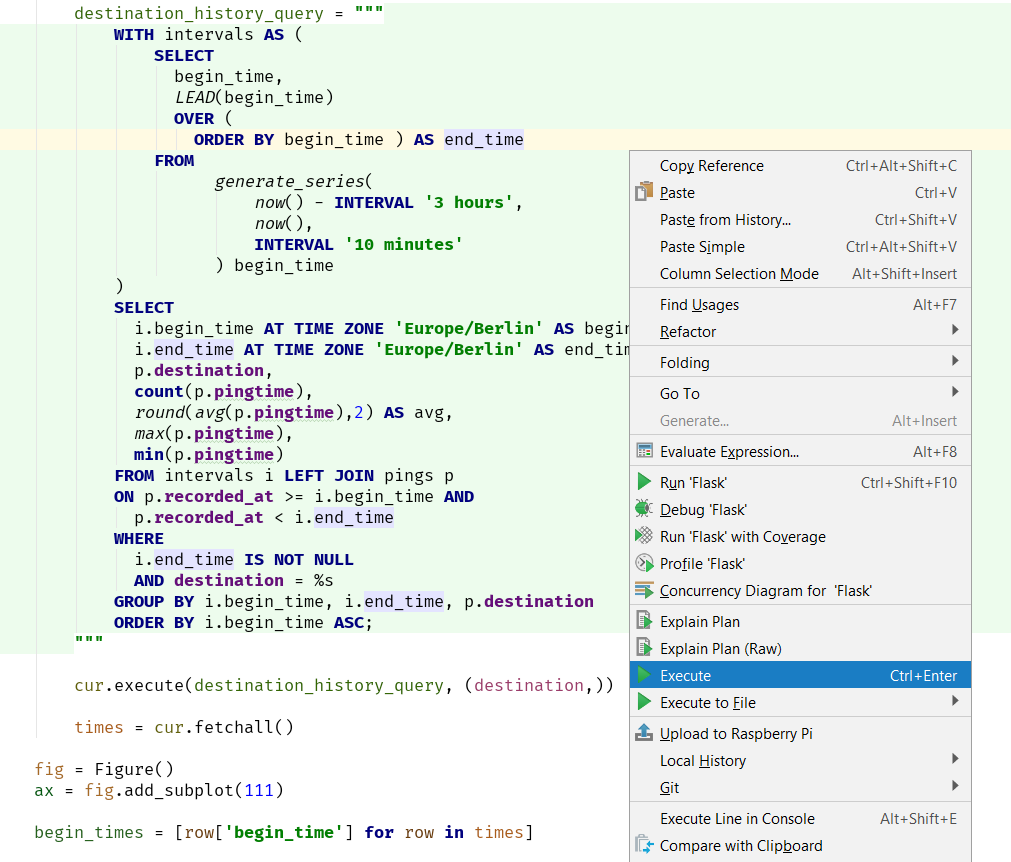 destination_history_query = """
WITH intervals AS (
SELECT
begin_time,
LEAD(begin_time)
OVER (
ORDER BY begin_time ) AS end_time
FROM
generate_series(
now() - INTERVAL '3 hours',
now(),
INTERVAL '10 minutes'
) begin_time
)
SELECT
i.begin_time AT TIME ZONE 'Europe/Berlin' AS begin
i.end_time AT TIME ZONE 'Europe/Berlin' AS end_tim
p.destination,
count(p.pingtime),
round(avg(p.pingtime),2) AS avg,
max(p.pingtime),
min(p.pingtime)
FROM intervals i LEFT JOIN pings p
ON p.recorded_at >= i.begin_time AND
p.recorded_at < i.end_time
WHERE
i.end_time IS NOT NULL
AND destination = %s
GROUP BY i.begin_time, i.end_time, p.destination
ORDER BY i.begin_time ASC;
"""
cur.execute(destination_history_query, (destination,))
times = cur.fetchall()
fig = Figure()
ax = fig.add_subplot(111)
begin_times = [row['begin_time'] for row in times]
Copy Reference Ctrl+Alt+Shift+C
Paste Ctrl+V
Paste from History... Ctrl+Shift+V
Paste Simple Ctrl+Alt+Shift+V
Column Selection Mode Alt+Shift+Insert
Find Usages Alt+F7
Refactor
Folding
Go To
Generate... Alt+Insert
Evaluate Expression... Alt+F8
Run 'Flask' Ctrl+Shift+F10
Debug 'Flask'
Run 'Flask' with Coverage
Profile 'Flask'
Concurrency Diagram for 'Flask'
Explain Plan
Explain Plan (Raw)
Execute Ctrl+Enter
Execute to File
Upload to Raspberry Pi
Local History
Git
Execute Line in Console Alt+Shift+E
Compare with Clipboard